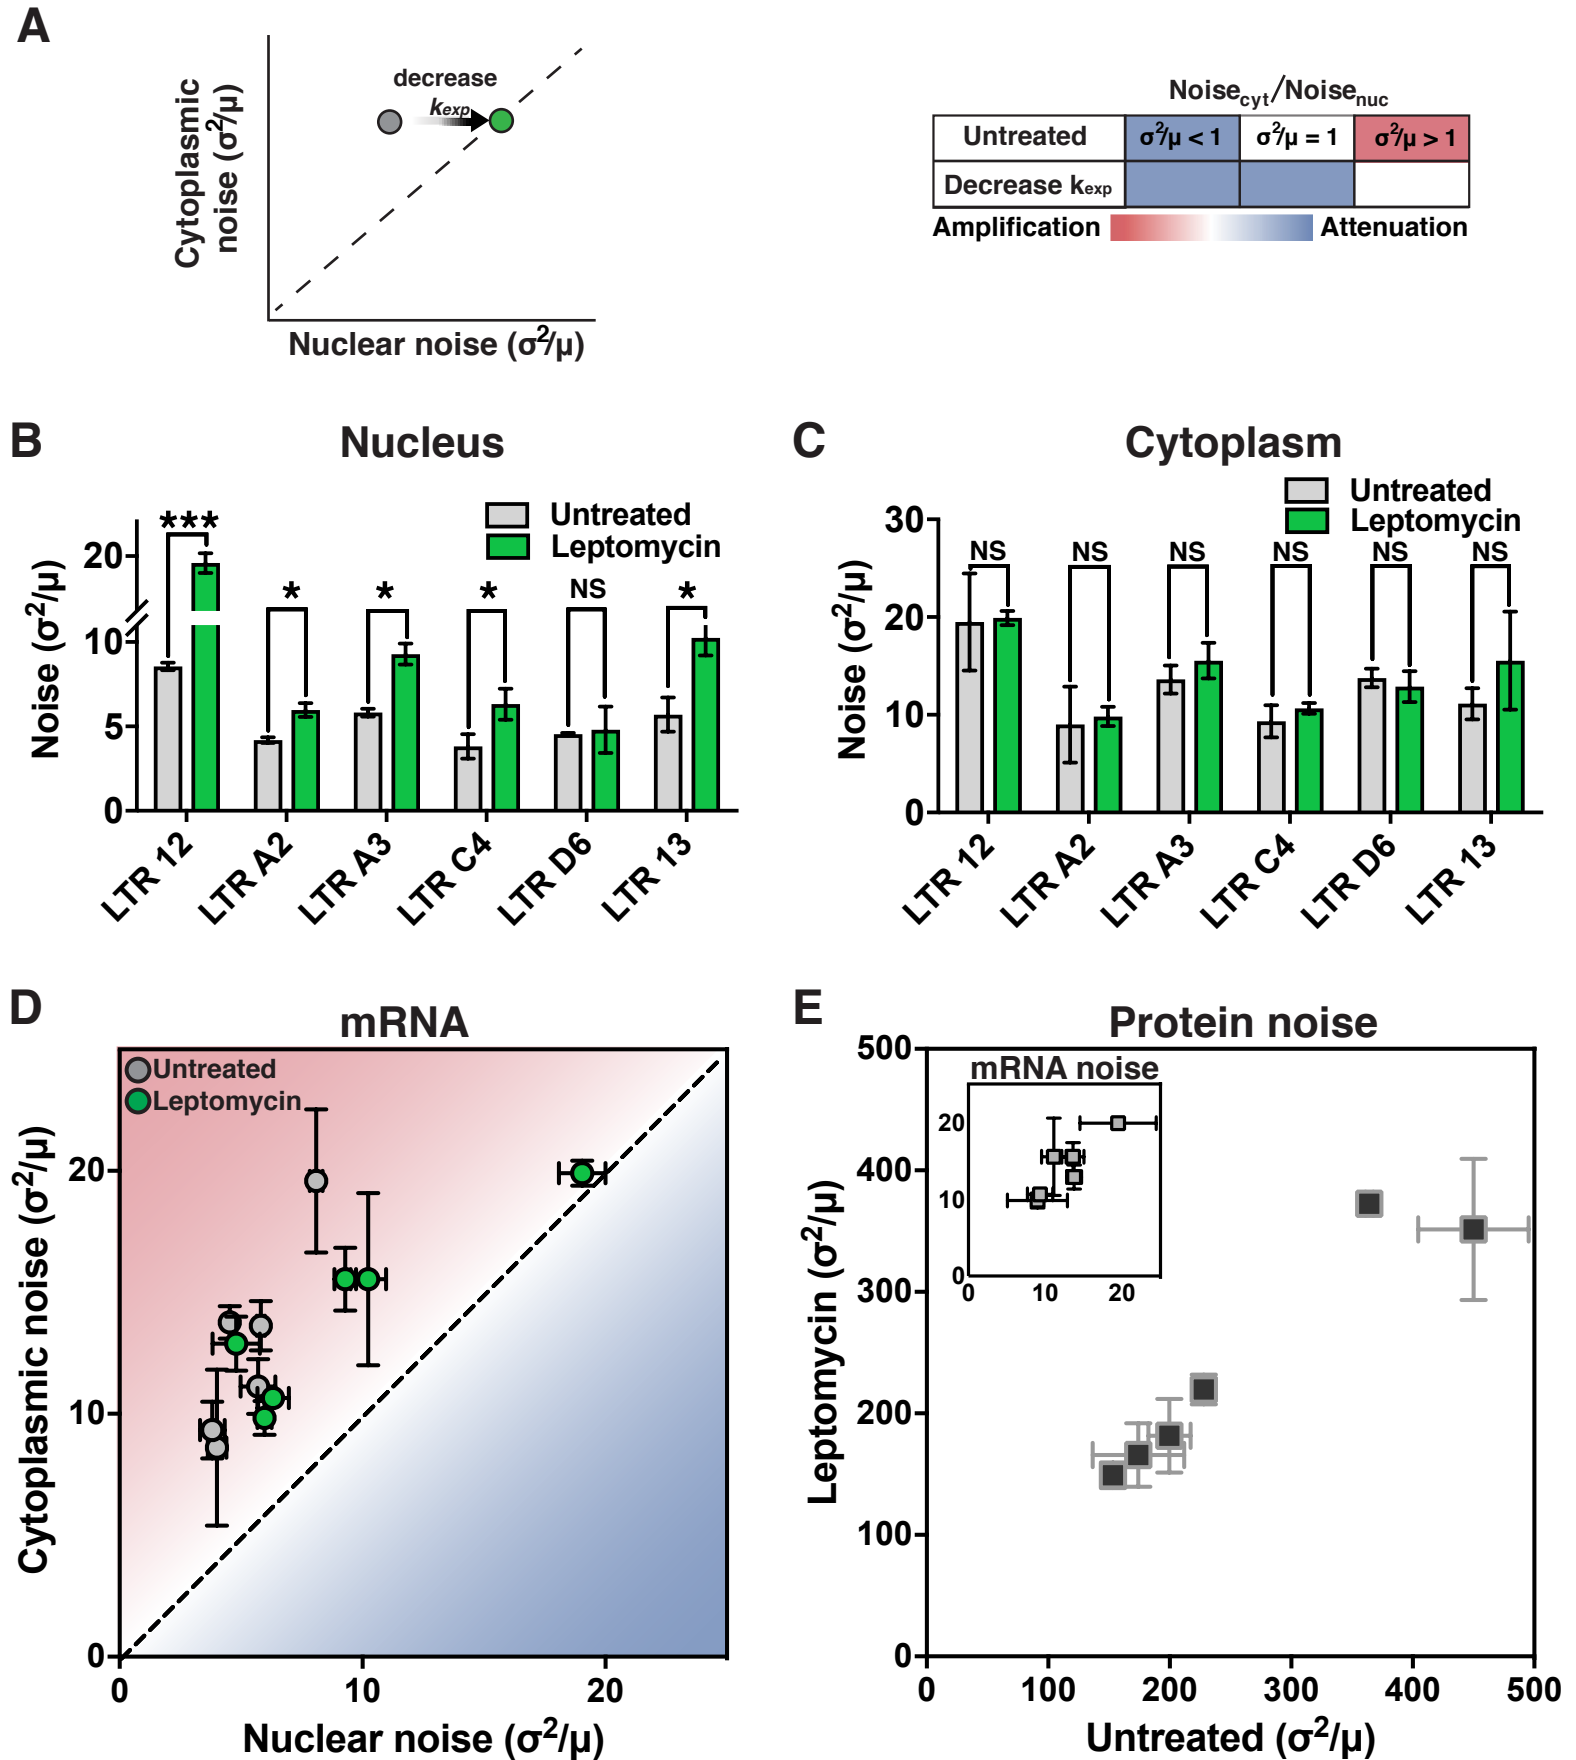 A
Cytoplasmic
noise (σ²/μ)
decrease
kexp
Nuclear noise (σ²/μ)
Noisecyt/Noisenuc
Untreated σ²/μ < 1 σ²/μ = 1 σ²/μ > 1
Decrease kexp
Amplification Attenuation
B
Nucleus
Untreated
Leptomycin
Noise (σ²/μ)
20
10
5
0
*** * * * NS *
LTR 12 LTR A2 LTR A3 LTR C4 LTR D6 LTR 13
C
Cytoplasm
Untreated
Leptomycin
Noise (σ²/μ)
30
20
10
0
NS NS NS NS NS NS
LTR 12 LTR A2 LTR A3 LTR C4 LTR D6 LTR 13
D
mRNA
Untreated
Leptomycin
Cytoplasmic noise (σ²/μ)
20
10
0
0 10 20
Nuclear noise (σ²/μ)
E
Protein noise
Leptomycin (σ²/μ)
500
400
300
200
100
0
mRNA noise
20
10
0
0 10 20
0 100 200 300 400 500
Untreated (σ²/μ)